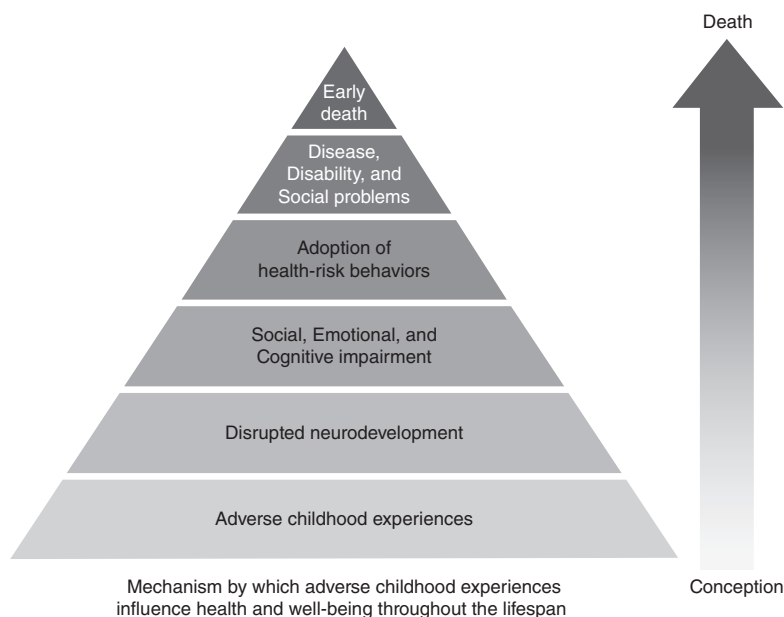 Death
Early
death
Disease,
Disability, and
Social problems
Adoption of
health-risk behaviors
Social, Emotional, and
Cognitive impairment
Disrupted neurodevelopment
Adverse childhood experiences
Mechanism by which adverse childhood experiences
influence health and well-being throughout the lifespan
Conception